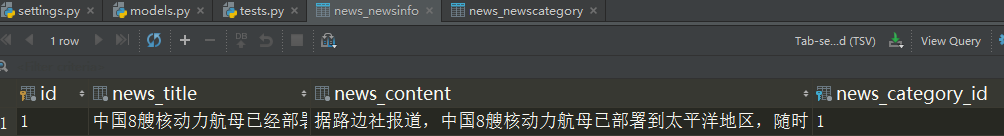 settings.py models.py tests.py news_newsinfo news_newscategory
1 row DB Tab-se...d (TSV) View Query
id news_title news_content news_category_id
1 1 中国8艘核动力航母已经部署 据路边社报道，中国8艘核动力航母已部署到太平洋地区，随时 1